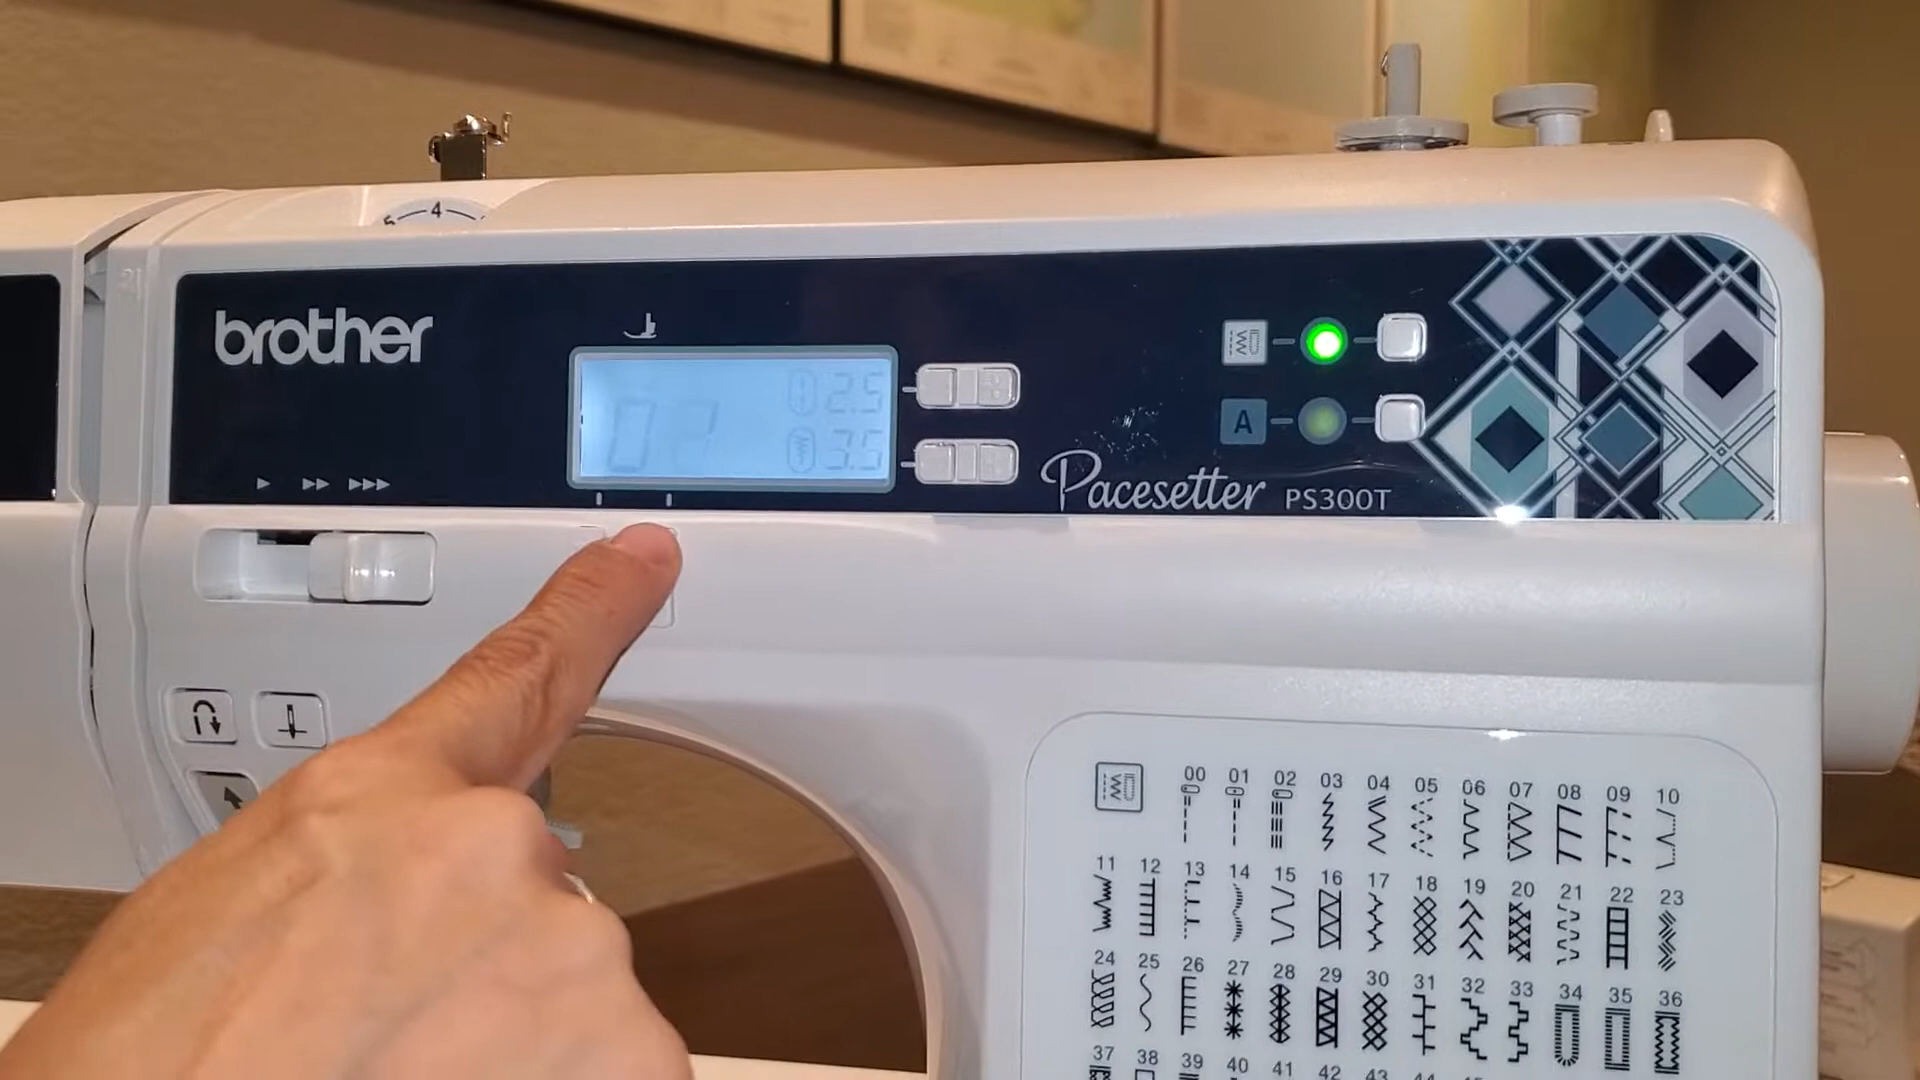 5 4
brother
02
2.5
3.5
A
Pacesetter PS300T
00 01 02 03 04 05 06 07 08 09 10
11 12 13 14 15 16 17 18 19 20 21 22 23
24 25 26 27 28 29 30 31 32 33 34 35 36
37 38 39 40 41 42 43